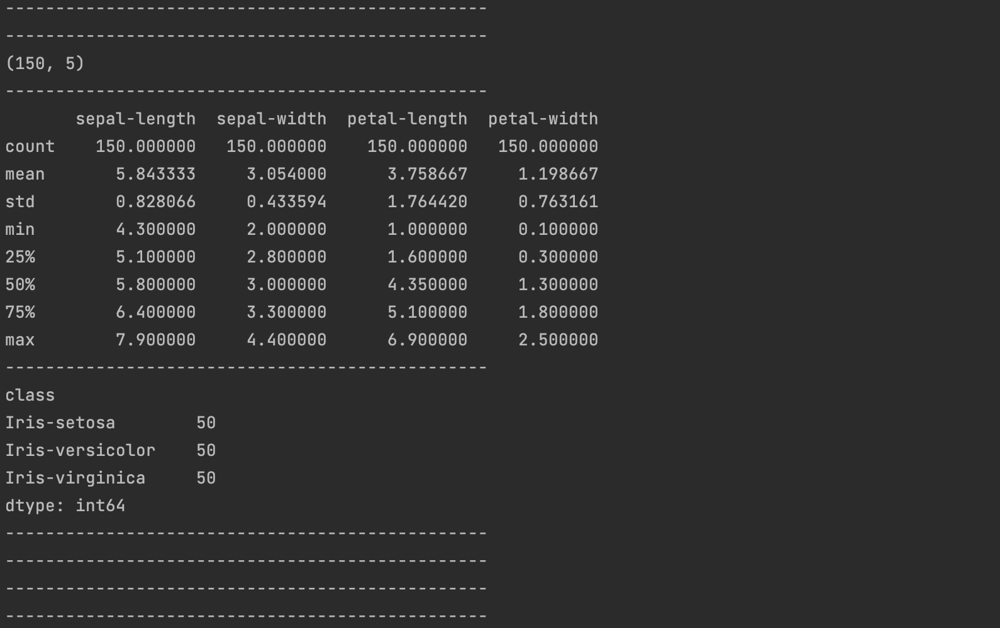 ------------------------------------------------
------------------------------------------------
(150, 5)
------------------------------------------------
       sepal-length  sepal-width  petal-length  petal-width
count    150.000000   150.000000    150.000000   150.000000
mean       5.843333     3.054000      3.758667     1.198667
std        0.828066     0.433594      1.764420     0.763161
min        4.300000     2.000000      1.000000     0.100000
25%        5.100000     2.800000      1.600000     0.300000
50%        5.800000     3.000000      4.350000     1.300000
75%        6.400000     3.300000      5.100000     1.800000
max        7.900000     4.400000      6.900000     2.500000
------------------------------------------------
class
Iris-setosa        50
Iris-versicolor    50
Iris-virginica     50
dtype: int64
------------------------------------------------
------------------------------------------------
------------------------------------------------
------------------------------------------------